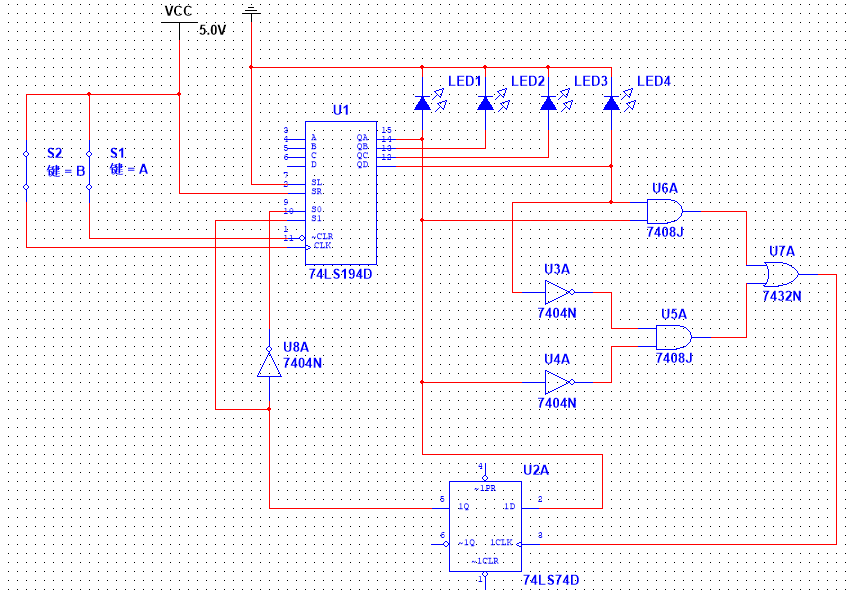 VCC
5.0V
LED1
LED2
LED3
LED4
U1
S2
键 = B
S1
键 = A
3
4
5
6
7
2
9
10
1
11
A
B
C
D
SL
SR
S0
S1
~CLR
CLK
QA
QB
QC
QD
15
14
13
12
74LS194D
U6A
7408J
U7A
7432N
U3A
7404N
U5A
7408J
U4A
7404N
U8A
7404N
U2A
4
~1PR
5
1Q
1D
2
6
~1Q
1CLK
3
~1CLR
1
74LS74D